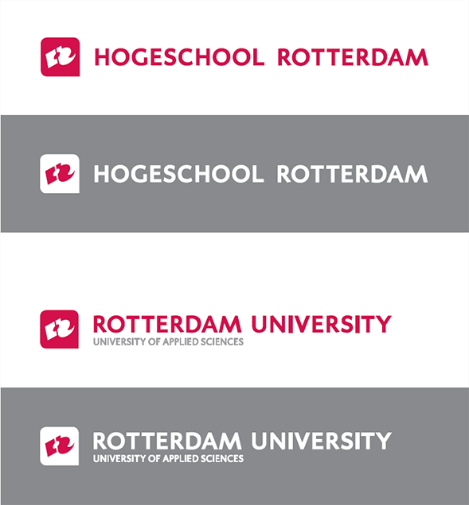 HOGESCHOOL ROTTERDAM
HOGESCHOOL ROTTERDAM
ROTTERDAM UNIVERSITY
UNIVERSITY OF APPLIED SCIENCES
ROTTERDAM UNIVERSITY
UNIVERSITY OF APPLIED SCIENCES